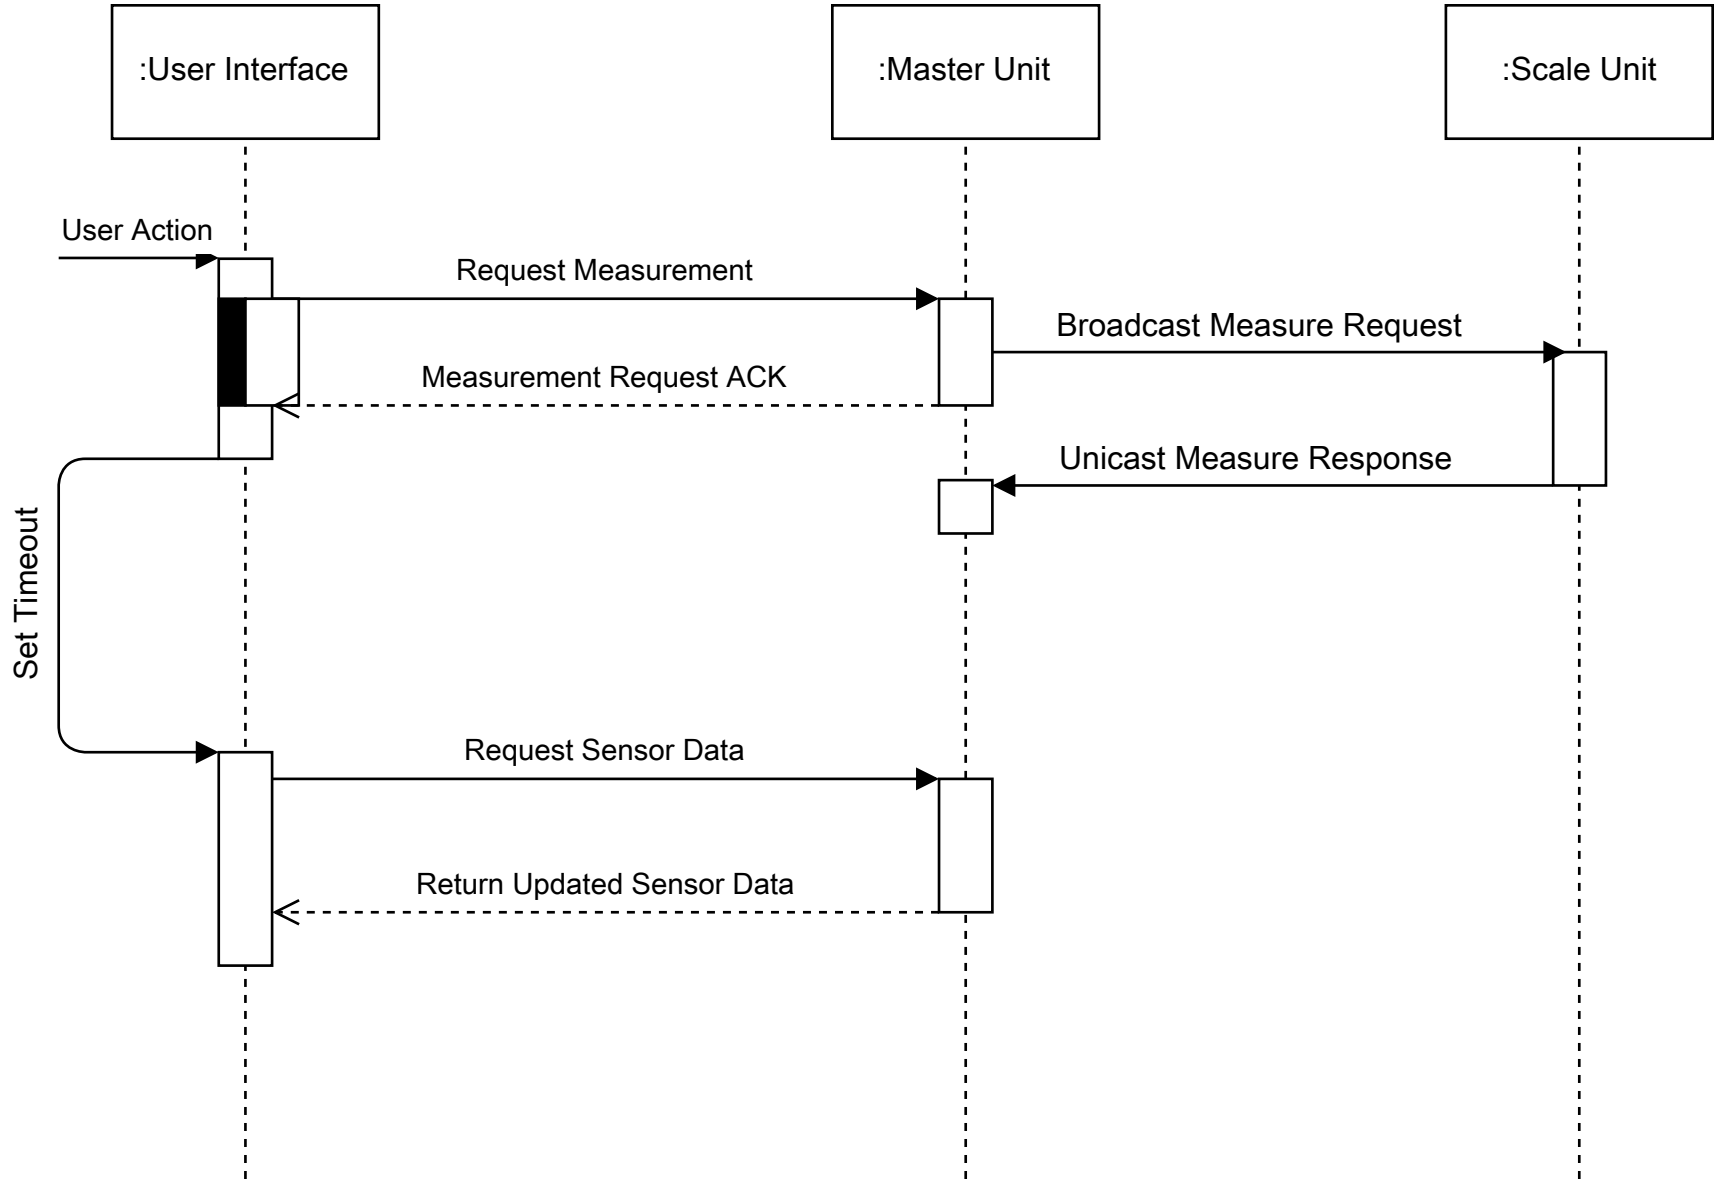 :User Interface
:Master Unit
:Scale Unit
User Action
Request Measurement
Broadcast Measure Request
Measurement Request ACK
Unicast Measure Response
Set Timeout
Request Sensor Data
Return Updated Sensor Data